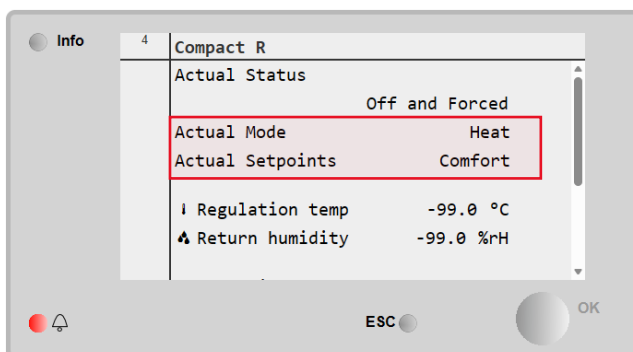 Info
4
Compact R
Actual Status
Off and Forced
Actual Mode Heat
Actual Setpoints Comfort
Regulation temp -99.0 °C
Return humidity -99.0 %rH
ESC
OK